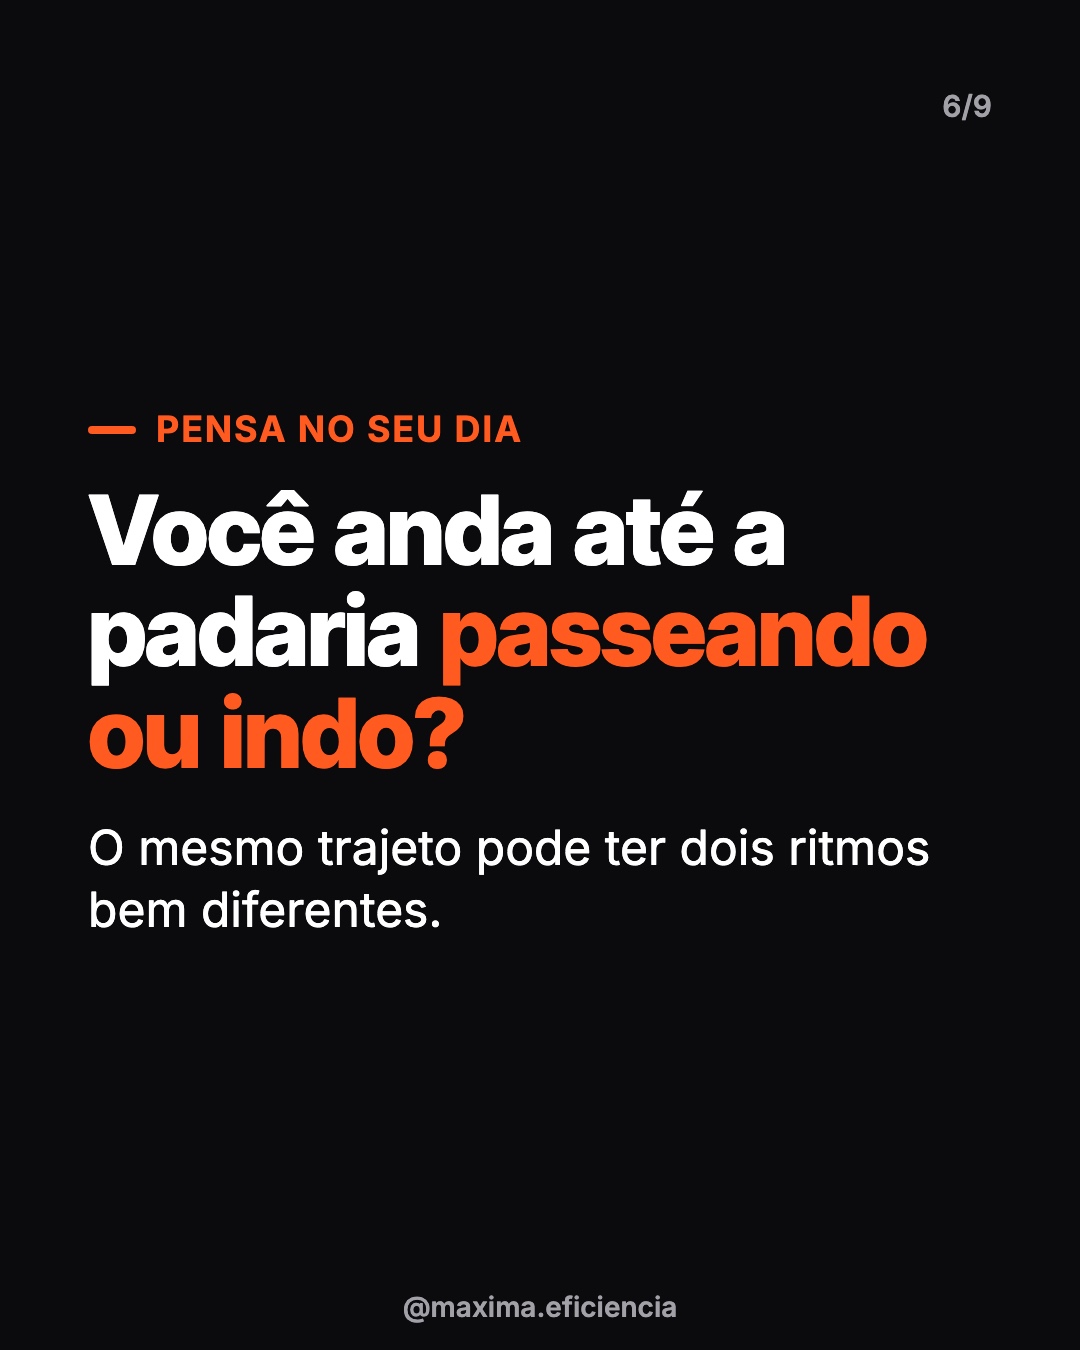 6/9
PENSA NO SEU DIA
Você anda até a
padaria passeando
ou indo?
O mesmo trajeto pode ter dois ritmos
bem diferentes.
@maxima.eficiencia